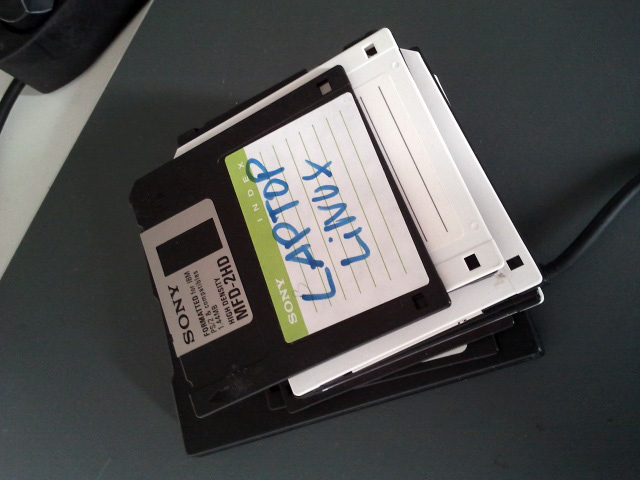 LAPTOP
LiNUX
INDEX
SONY
SONY
FORMATTED for IBM
PS/2 & compatibles
1.44MB
HIGH DENSITY
MFD-2HD